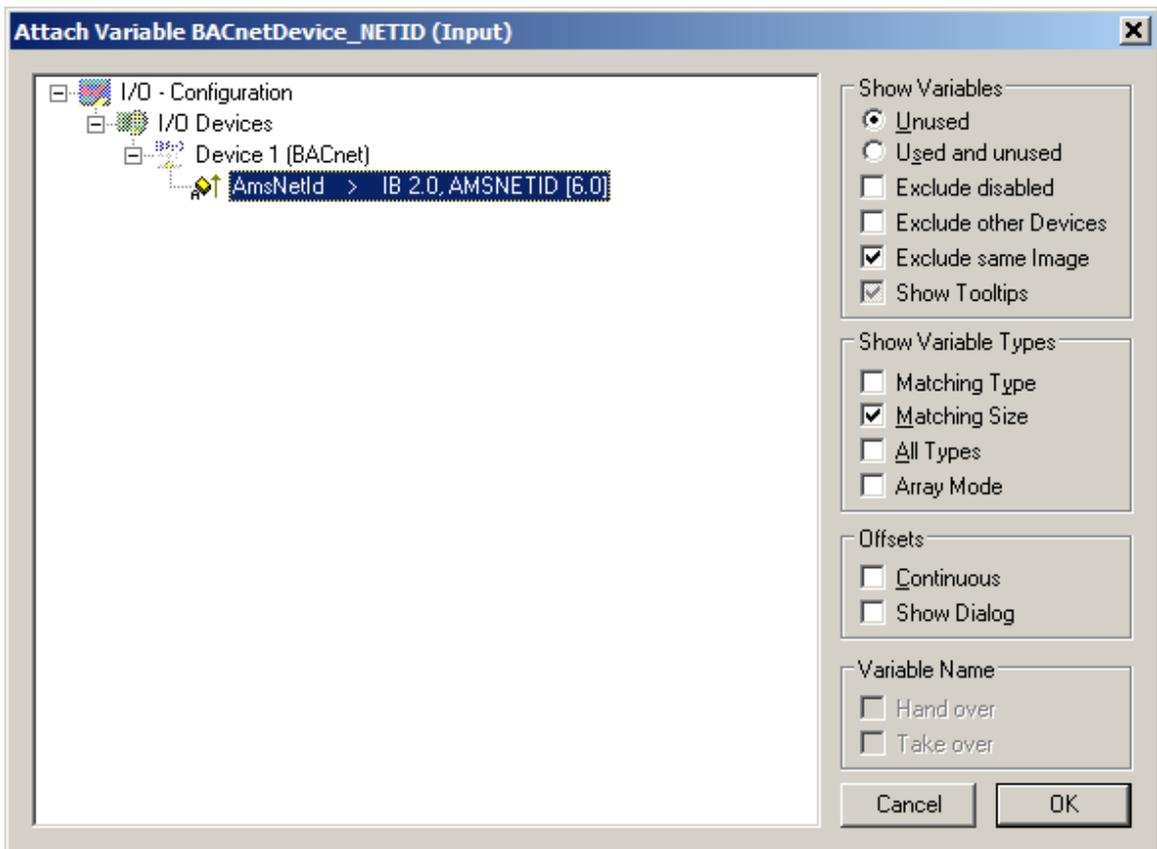 Attach Variable BACnetDevice_NETID (Input)
I/O - Configuration
I/O Devices
Device 1 (BACnet)
AmsNetId > IB 2.0, AMSNETID [6.0]
Show Variables
Unused
Used and unused
Exclude disabled
Exclude other Devices
Exclude same Image
Show Tooltips
Show Variable Types
Matching Type
Matching Size
All Types
Array Mode
Offsets
Continuous
Show Dialog
Variable Name
Hand over
Take over
Cancel
OK